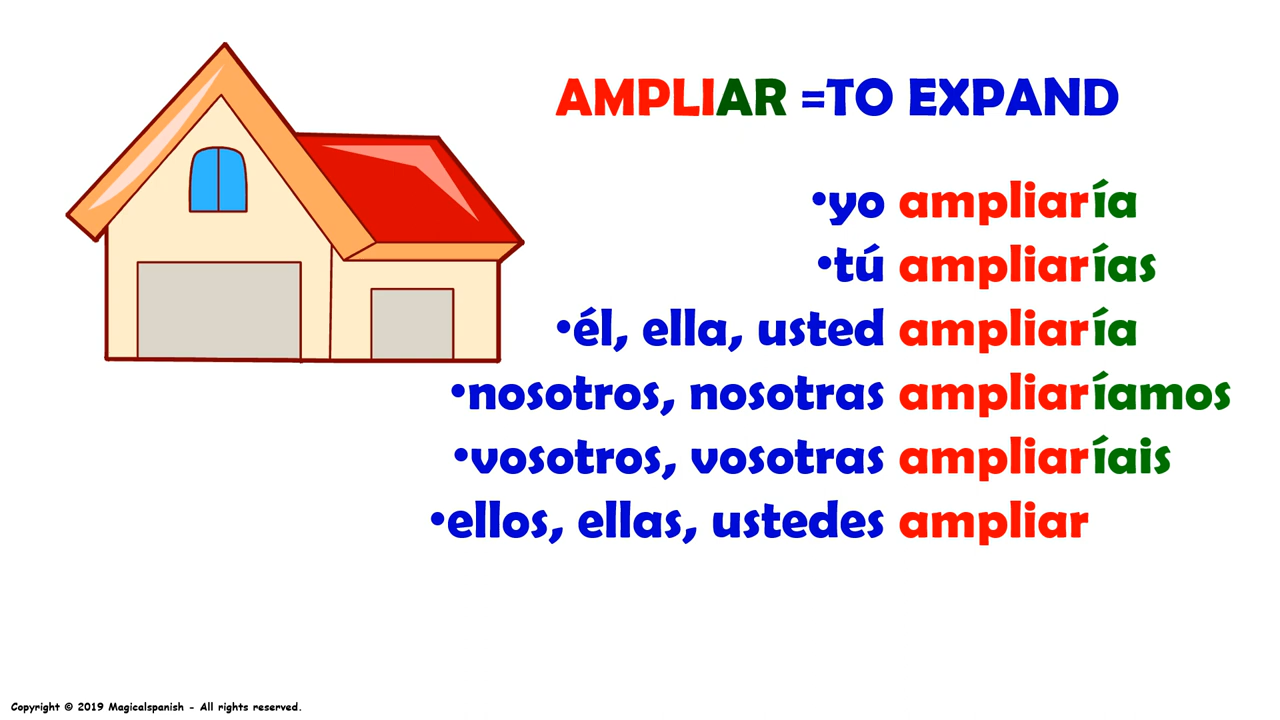 AMPLIAR =TO EXPAND
•yo ampliaría
•tú ampliarías
•él, ella, usted ampliaría
•nosotros, nosotras ampliaríamos
•vosotros, vosotras ampliaríais
•ellos, ellas, ustedes ampliar
Copyright © 2019 Magicalspanish - All rights reserved.